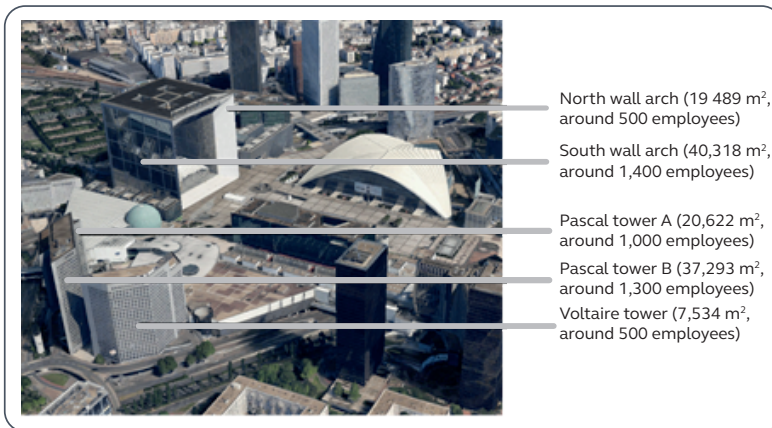 North wall arch (19 489 m²,
around 500 employees)
South wall arch (40,318 m²,
around 1,400 employees)
Pascal tower A (20,622 m²,
around 1,000 employees)
Pascal tower B (37,293 m²,
around 1,300 employees)
Voltaire tower (7,534 m²,
around 500 employees)